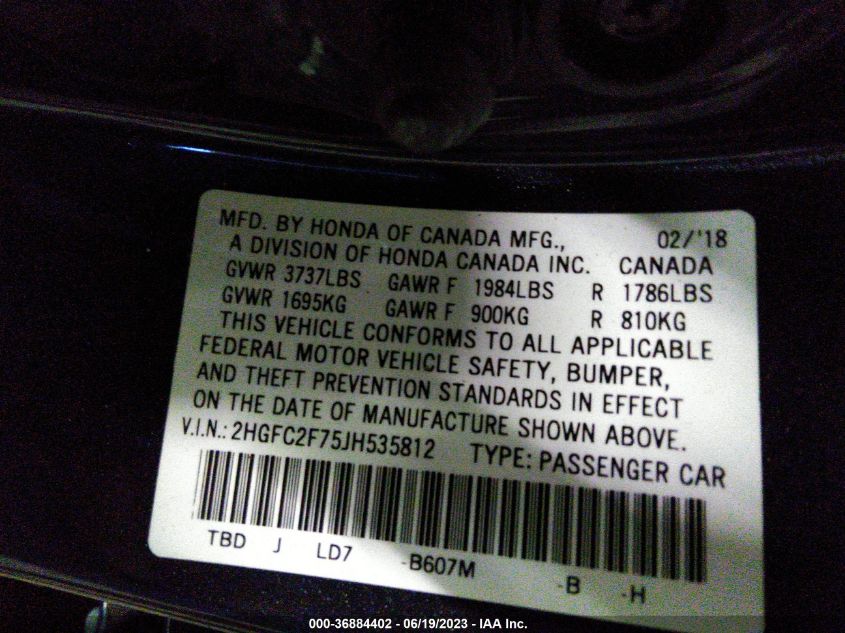 MFD. BY HONDA OF CANADA MFG., 02/'18
A DIVISION OF HONDA CANADA INC. CANADA
GVWR 3737LBS GAWR F 1984LBS R 1786LBS
GVWR 1695KG GAWR F 900KG R 810KG
THIS VEHICLE CONFORMS TO ALL APPLICABLE
FEDERAL MOTOR VEHICLE SAFETY, BUMPER,
AND THEFT PREVENTION STANDARDS IN EFFECT
ON THE DATE OF MANUFACTURE SHOWN ABOVE.
V.I.N.: 2HGFC2F75JH535812 TYPE: PASSENGER CAR
TBD J LD7 -B607M -B -H
000-36884402 - 06/19/2023 - IAA Inc.